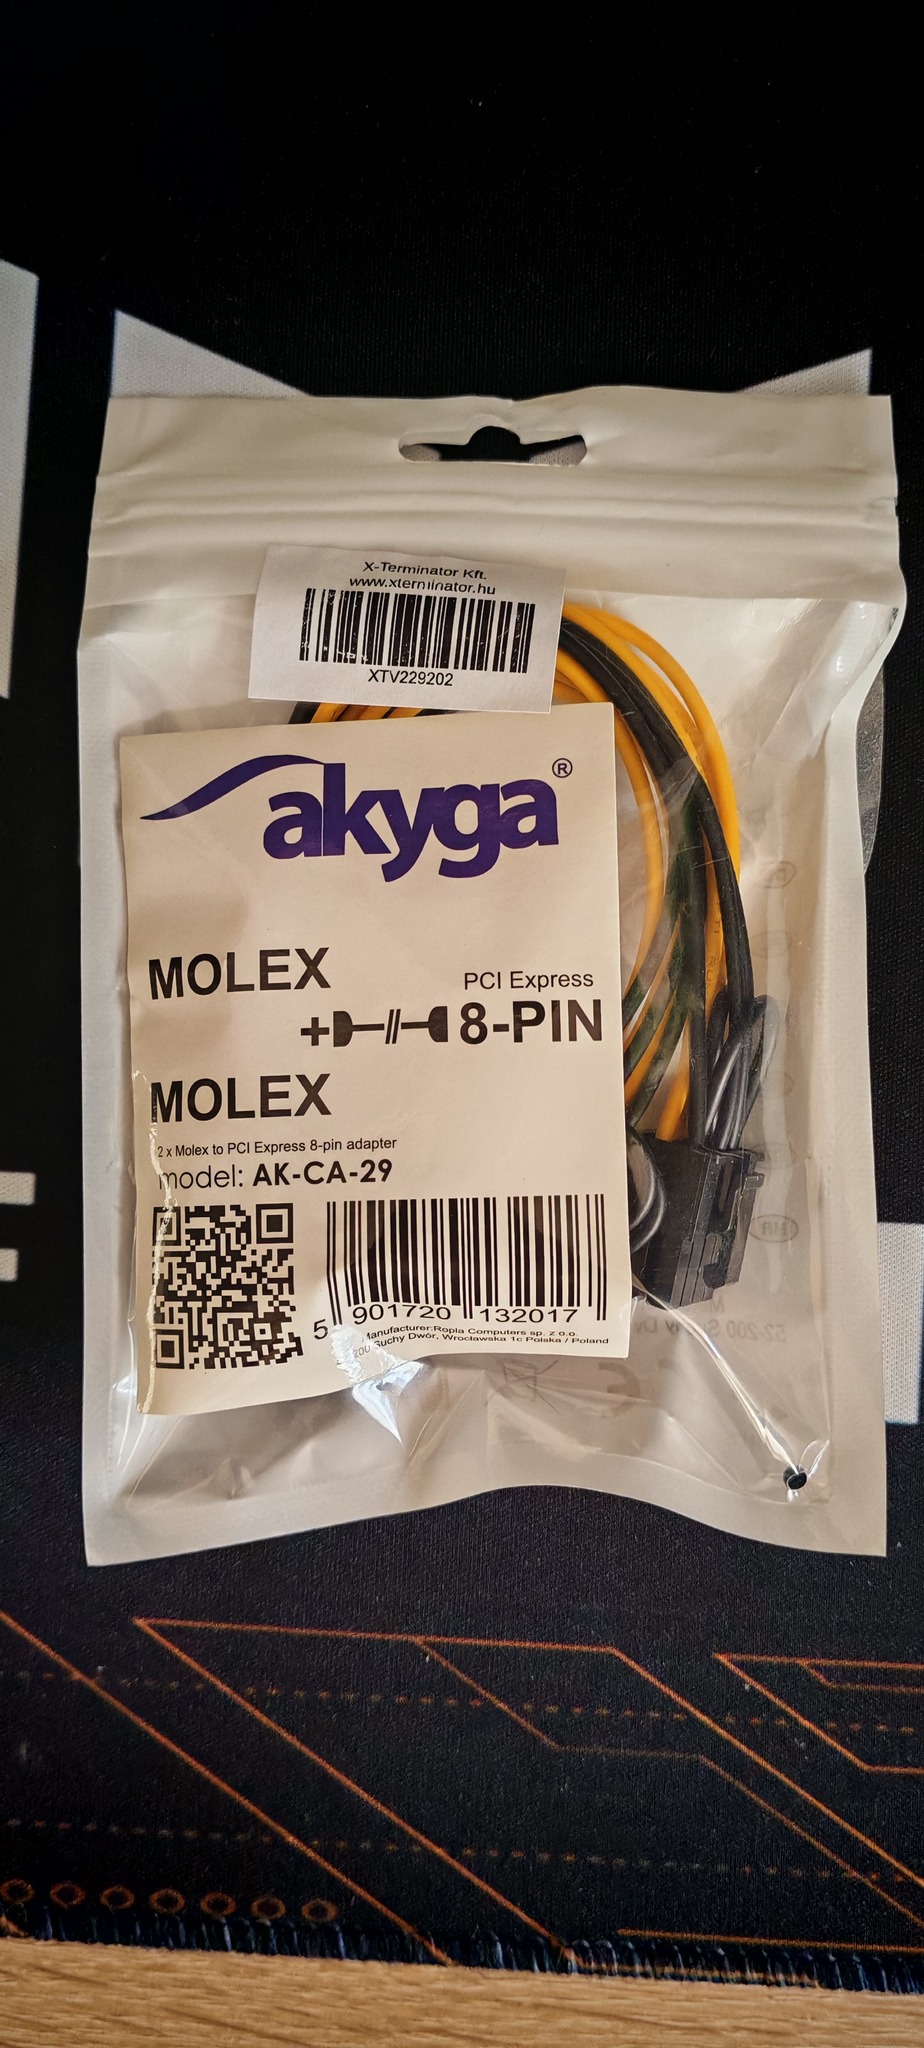 X-Terminator Kft.
www.xterminator.hu
XTV229202
akyga®
MOLEX
PCI Express
+ 8-PIN
MOLEX
2 x Molex to PCI Express 8-pin adapter
model: AK-CA-29
5 901720 132017
Manufacturer:Ropla Computers sp. z o.o.
200 Suchy Dwór, Wrocławska 1c Polska / Poland